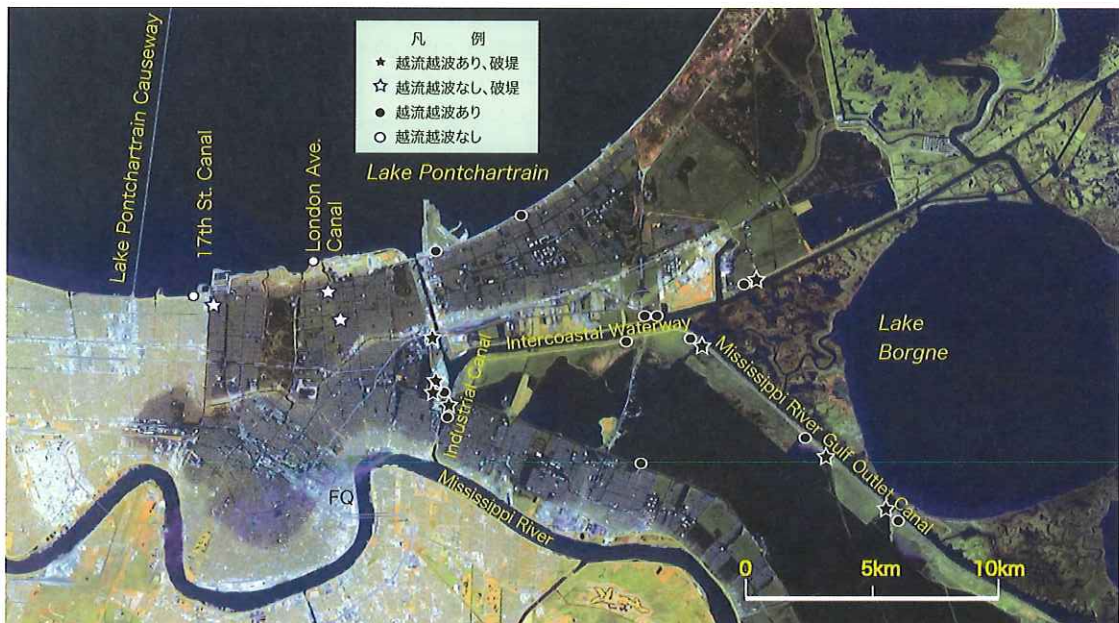 凡 例
越流越波あり、破堤
越流越波なし、破堤
越流越波あり
越流越波なし
Lake Pontchartrain Causeway
17th St. Canal
London Ave.
Canal
Lake Pontchartrain
Intercoastal Waterway
Industrial Canal
Mississippi River Gulf Outlet Canal
Lake
Borgne
FQ
Mississippi River
0 5km 10km